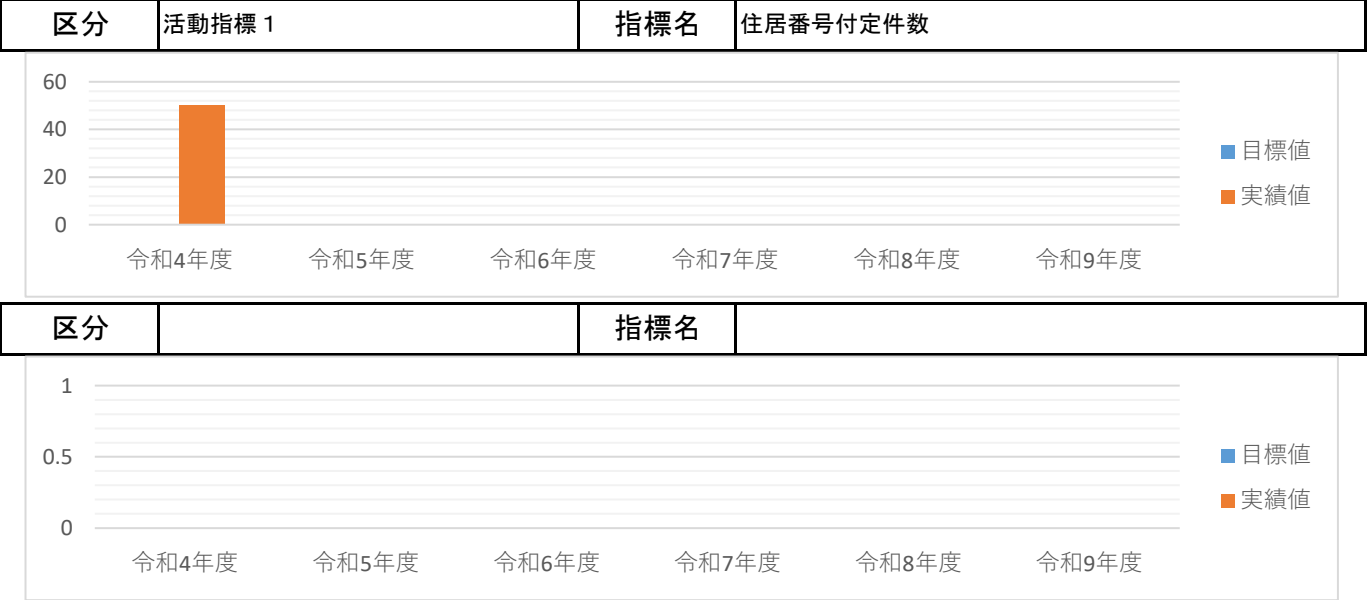 区分 活動指標１ 指標名 住居番号付定件数
60
40
20
0
目標値
実績値
令和4年度 令和5年度 令和6年度 令和7年度 令和8年度 令和9年度
区分 指標名
1
0.5
0
目標値
実績値
令和4年度 令和5年度 令和6年度 令和7年度 令和8年度 令和9年度